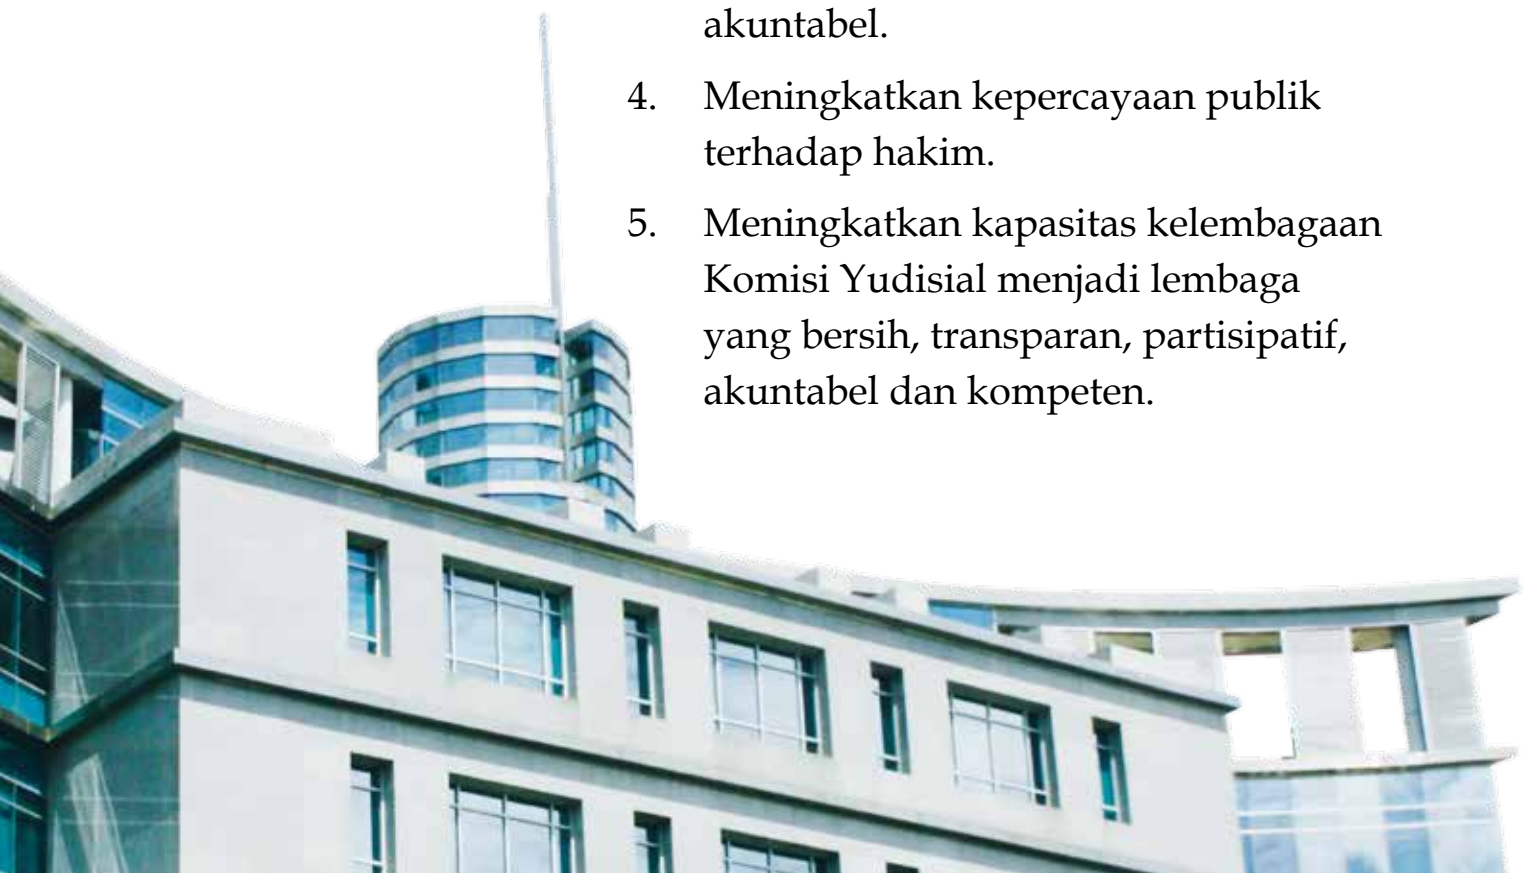 akuntabel.
4. Meningkatkan kepercayaan publik
terhadap hakim.
5. Meningkatkan kapasitas kelembagaan
Komisi Yudisial menjadi lembaga
yang bersih, transparan, partisipatif,
akuntabel dan kompeten.